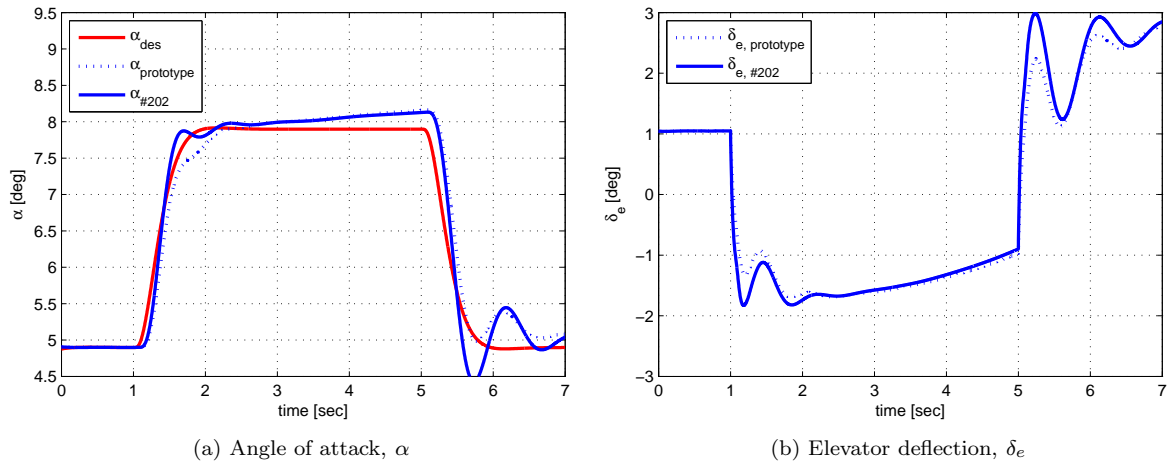 9.5
9
8.5
8
7.5
7
6.5
6
5.5
5
4.5
0 1 2 3 4 5 6 7
α [deg]
time [sec]
α_des
α_prototype
α_#202
(a) Angle of attack, α
3
2
1
0
−1
−2
−3
0 1 2 3 4 5 6 7
δ_e [deg]
time [sec]
δ_e, prototype
δ_e, #202
(b) Elevator deflection, δ_e